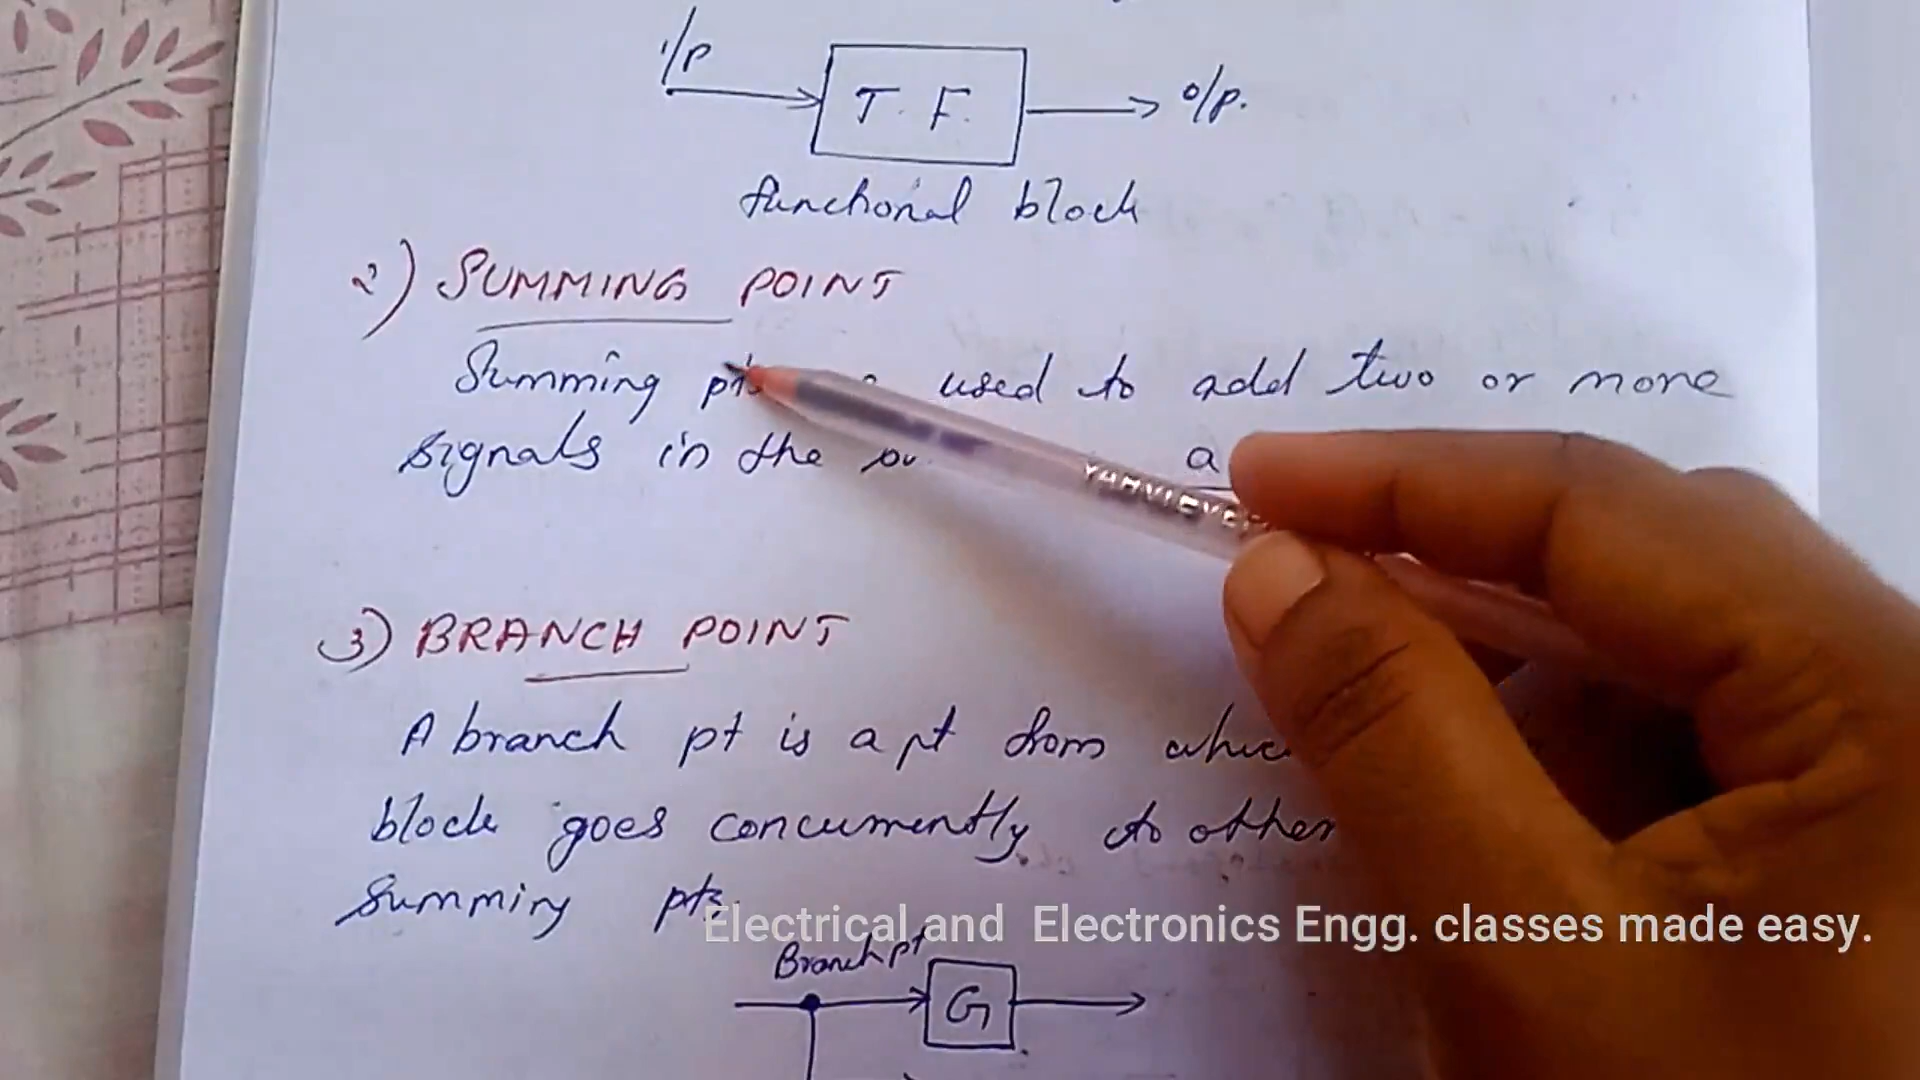 i/p
T. F.
o/p.
functional block
2) SUMMING POINT
Summing pts used to add two or more
signals in the a
3) BRANCH POINT
A branch pt is a pt from
block goes concurrently to other
summing pts.
Electrical and Electronics Engg. classes made easy.
Branch pt
G